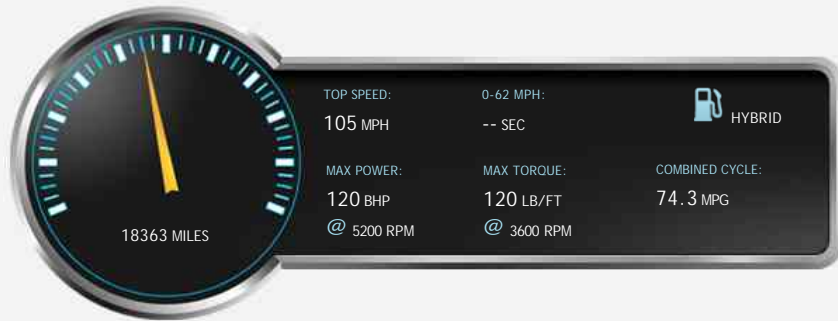 TOP SPEED:
105 MPH
0-62 MPH:
-- SEC
HYBRID
MAX POWER:
120 BHP
@ 5200 RPM
MAX TORQUE:
120 LB/FT
@ 3600 RPM
COMBINED CYCLE:
74.3 MPG
18363 MILES